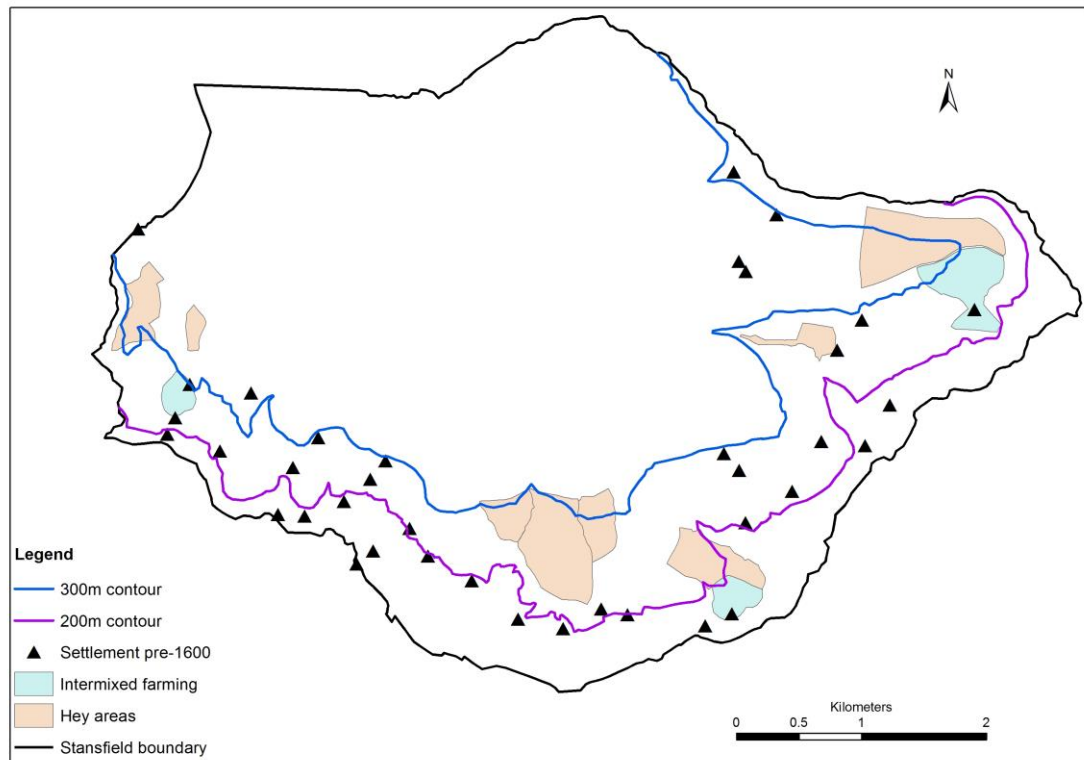 N
Legend
300m contour
200m contour
Settlement pre-1600
Intermixed farming
Hey areas
Stansfield boundary
Kilometers
0 0.5 1 2